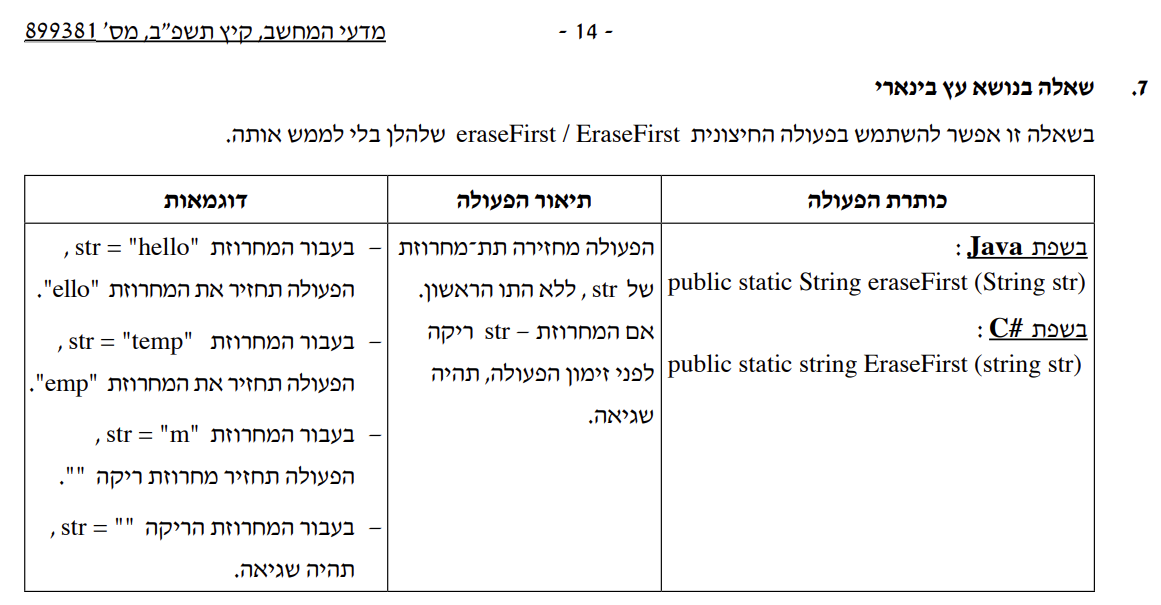 מדעי המחשב, קיץ תשפ"ב, מס' 899381
- 14 -
7. שאלה בנושא עץ בינארי
בשאלה זו אפשר להשתמש בפעולה החיצונית eraseFirst / EraseFirst שלהלן בלי לממש אותה.
כותרת הפעולה
תיאור הפעולה
דוגמאות
בשפת Java :
public static String eraseFirst (String str)
בשפת C# :
public static string EraseFirst (string str)
הפעולה מחזירה תת־מחרוזת
של str , ללא התו הראשון.
אם המחרוזת – str ריקה
לפני זימון הפעולה, תהיה
שגיאה.
– בעבור המחרוזת str = "hello" ,
הפעולה תחזיר את המחרוזת "ello".
– בעבור המחרוזת str = "temp" ,
הפעולה תחזיר את המחרוזת "emp".
– בעבור המחרוזת str = "m" ,
הפעולה תחזיר מחרוזת ריקה "".
– בעבור המחרוזת הריקה str = "" ,
תהיה שגיאה.